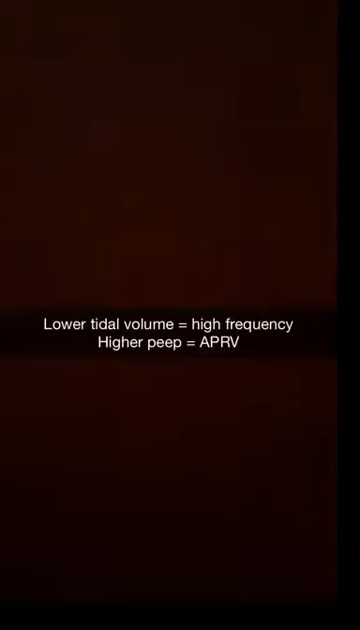 Lower tidal volume = high frequency
Higher peep = APRV